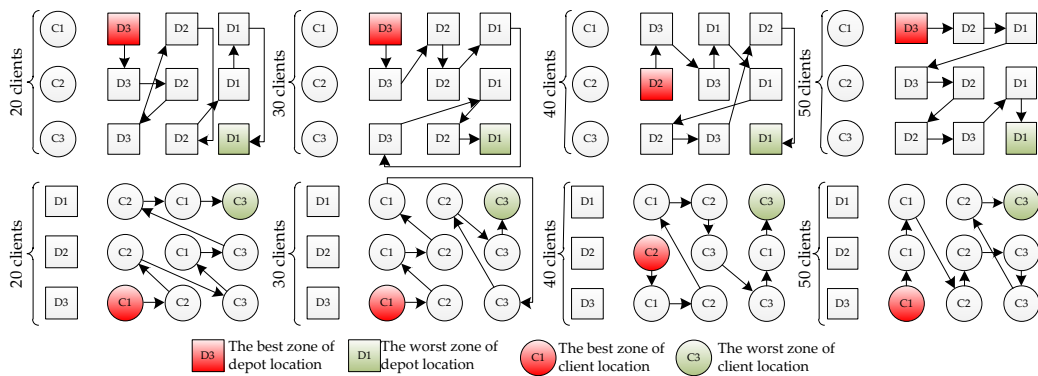 20 clients
C1
D3
D2
D1
C2
D3
D2
D1
C3
D3
D2
D1
30 clients
C1
D3
D2
D1
C2
D3
D2
D1
C3
D3
D2
D1
40 clients
C1
D3
D2
D1
C2
D2
D3
D1
C3
D2
D3
D1
50 clients
C1
D3
D2
D1
C2
D3
D2
D1
C3
D2
D3
D1
20 clients
D1
C2
C1
C3
D2
C2
C1
C3
D3
C1
C2
C3
30 clients
D1
C1
C2
C3
D2
C1
C2
C3
D3
C1
C2
C3
40 clients
D1
C1
C2
C3
D2
C2
C3
C1
D3
C1
C2
C3
50 clients
D1
C1
C2
C3
D2
C1
C2
C3
D3
C1
C2
C3
D3
The best zone of
depot location
D1
The worst zone of
depot location
C1
The best zone of
client location
C3
The worst zone of
client location